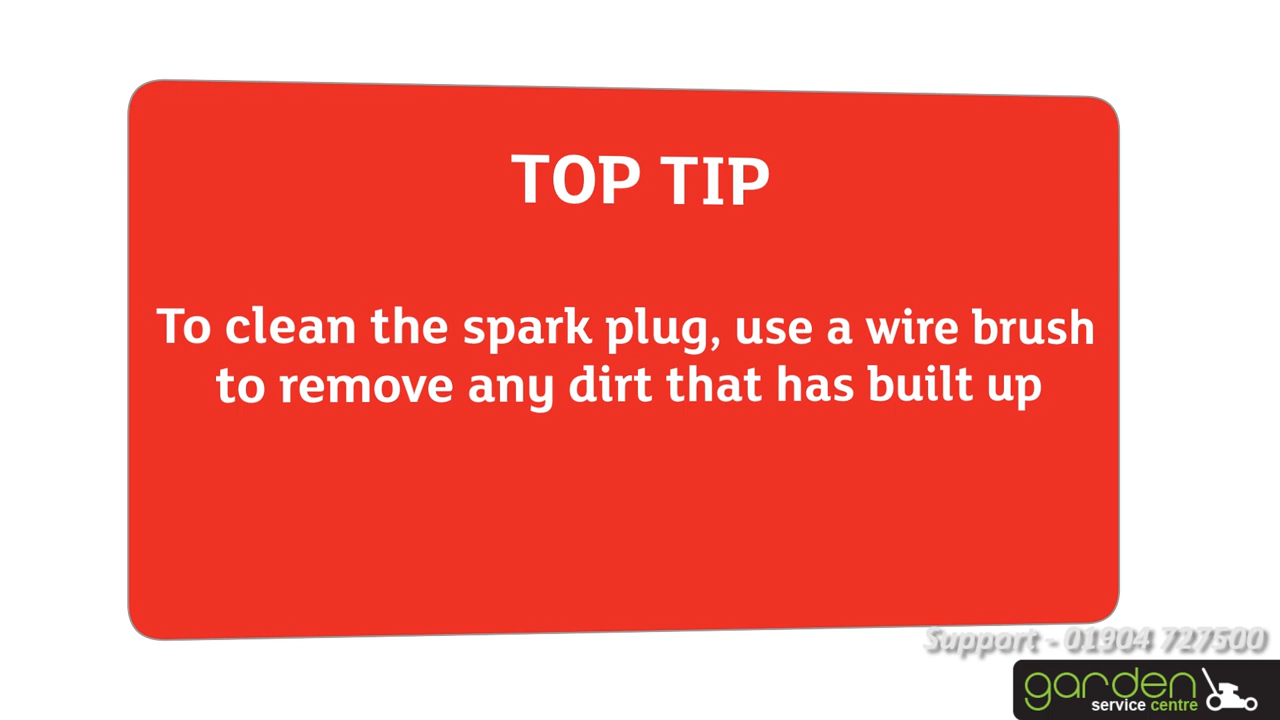 TOP TIP
To clean the spark plug, use a wire brush
to remove any dirt that has built up
Support - 01904 727500
garden
service centre